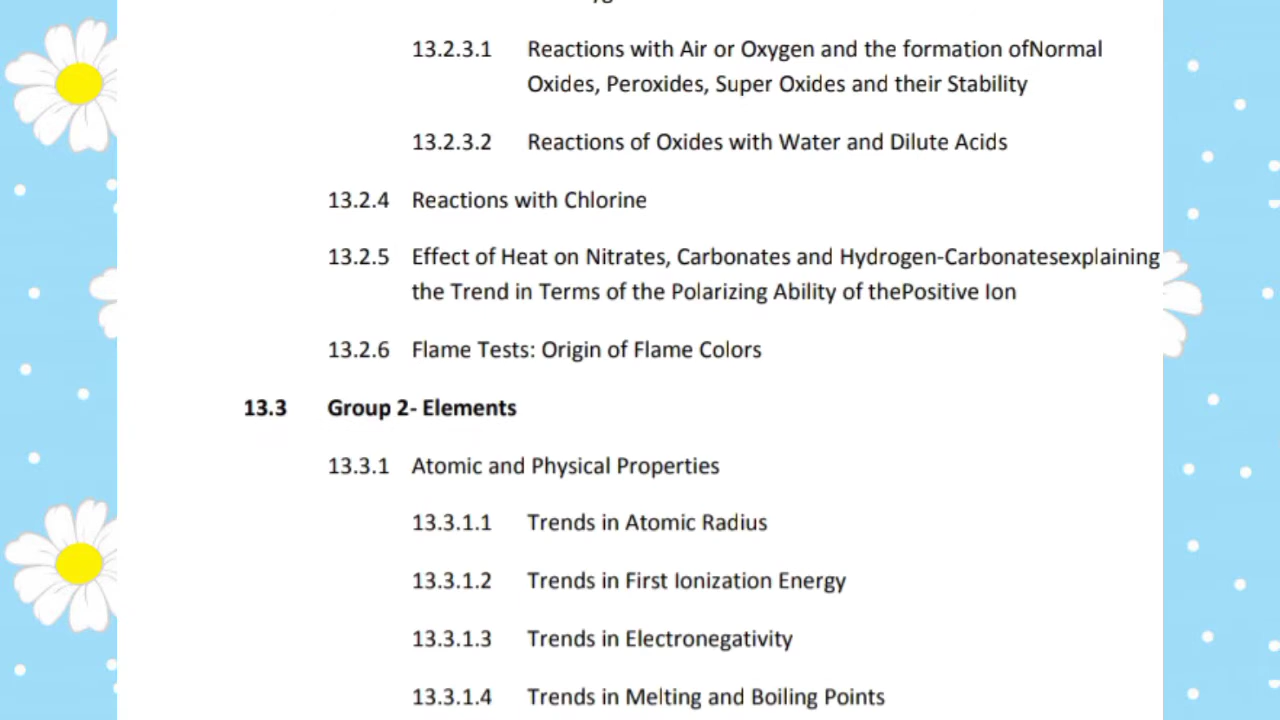 13.2.3.1 Reactions with Air or Oxygen and the formation ofNormal
Oxides, Peroxides, Super Oxides and their Stability
13.2.3.2 Reactions of Oxides with Water and Dilute Acids
13.2.4 Reactions with Chlorine
13.2.5 Effect of Heat on Nitrates, Carbonates and Hydrogen-Carbonatesexplaining
the Trend in Terms of the Polarizing Ability of thePositive Ion
13.2.6 Flame Tests: Origin of Flame Colors
13.3 Group 2- Elements
13.3.1 Atomic and Physical Properties
13.3.1.1 Trends in Atomic Radius
13.3.1.2 Trends in First Ionization Energy
13.3.1.3 Trends in Electronegativity
13.3.1.4 Trends in Melting and Boiling Points